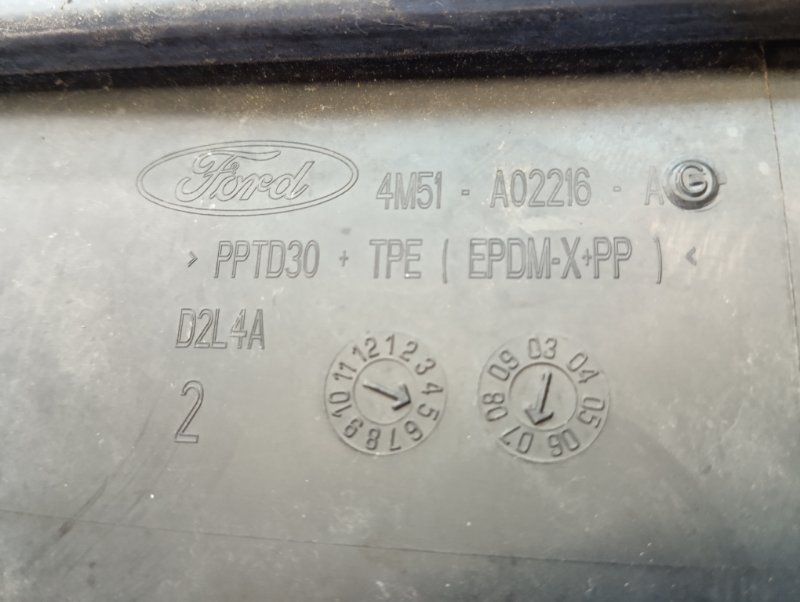 Ford 4M51 - A02216 - A G
> PPTD30 + TPE ( EPDM-X+PP ) <
D2L4A
2
12 1 2 3 4 5 6 7 8 9 10 11
03 04 05 06 07 08 09